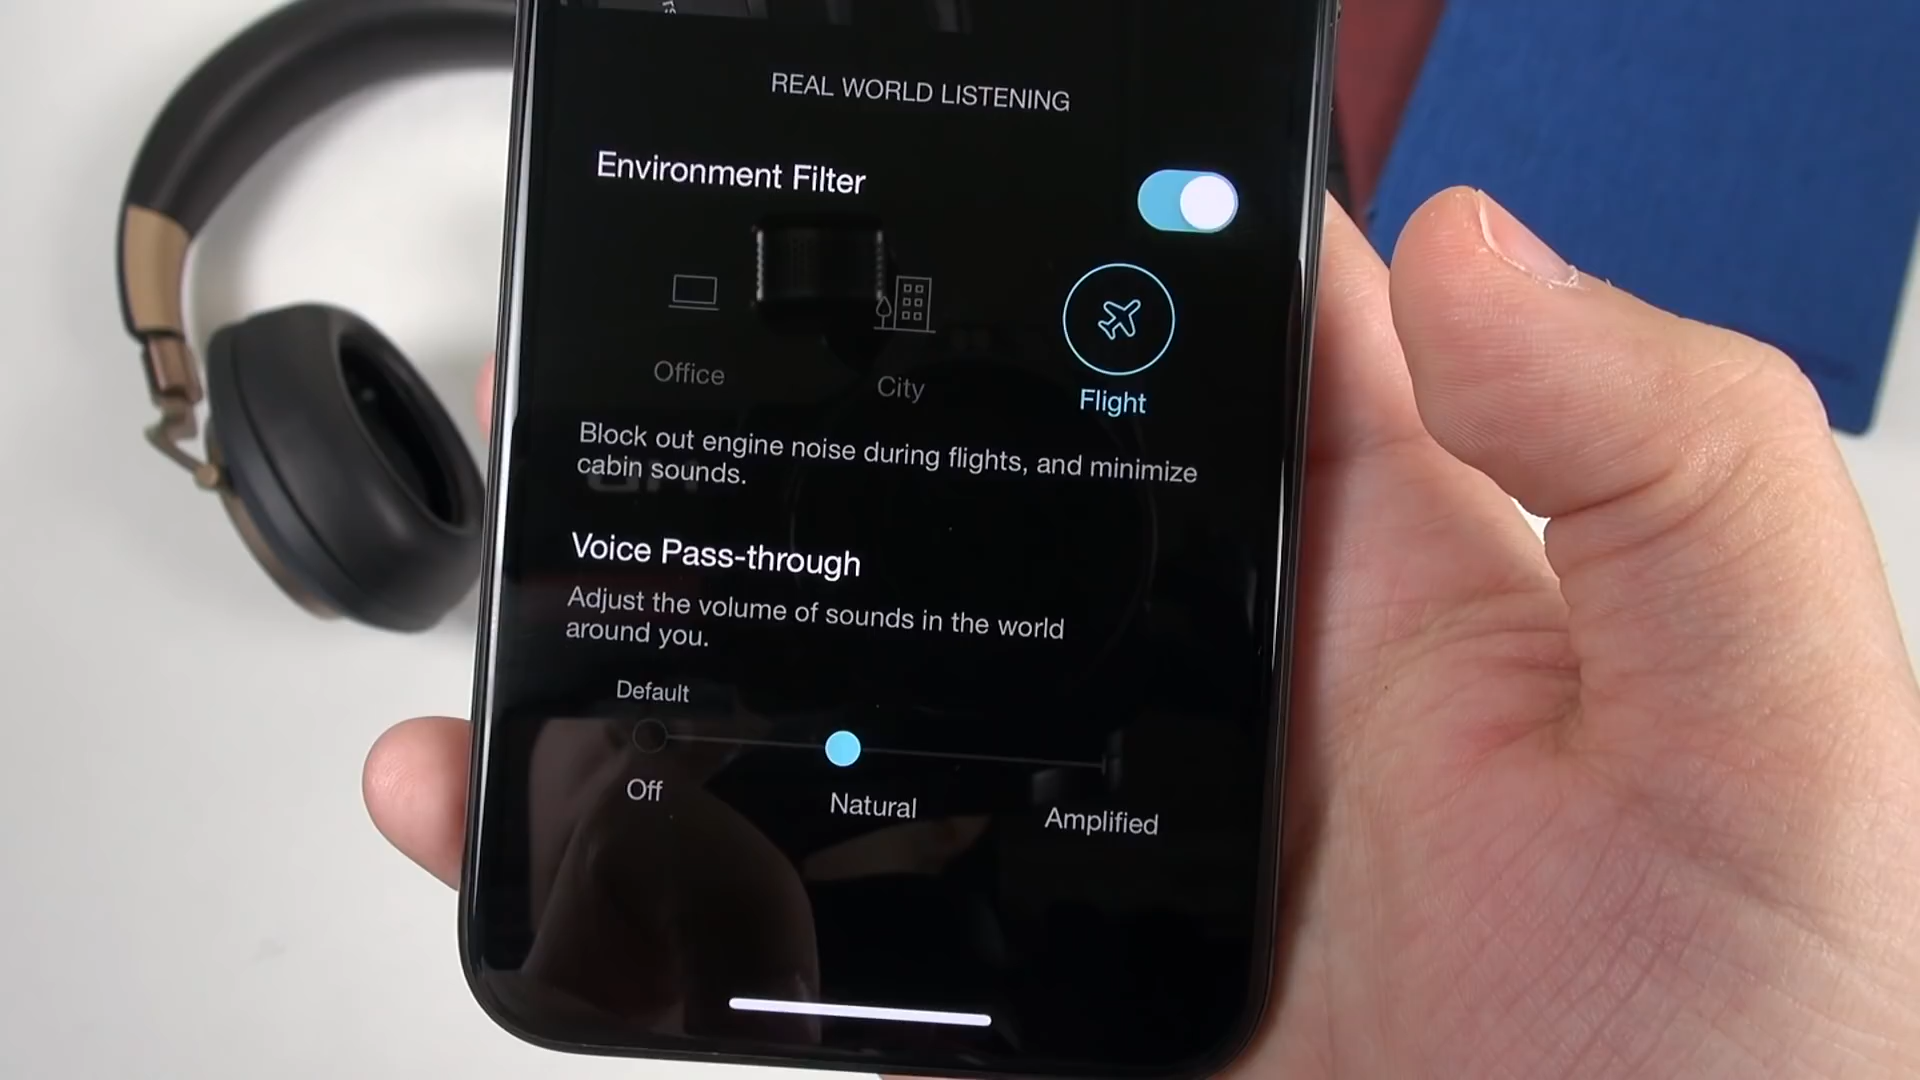 REAL WORLD LISTENING
Environment Filter
Office
City
Flight
Block out engine noise during flights, and minimize
cabin sounds.
Voice Pass-through
Adjust the volume of sounds in the world
around you.
Default
Off
Natural
Amplified